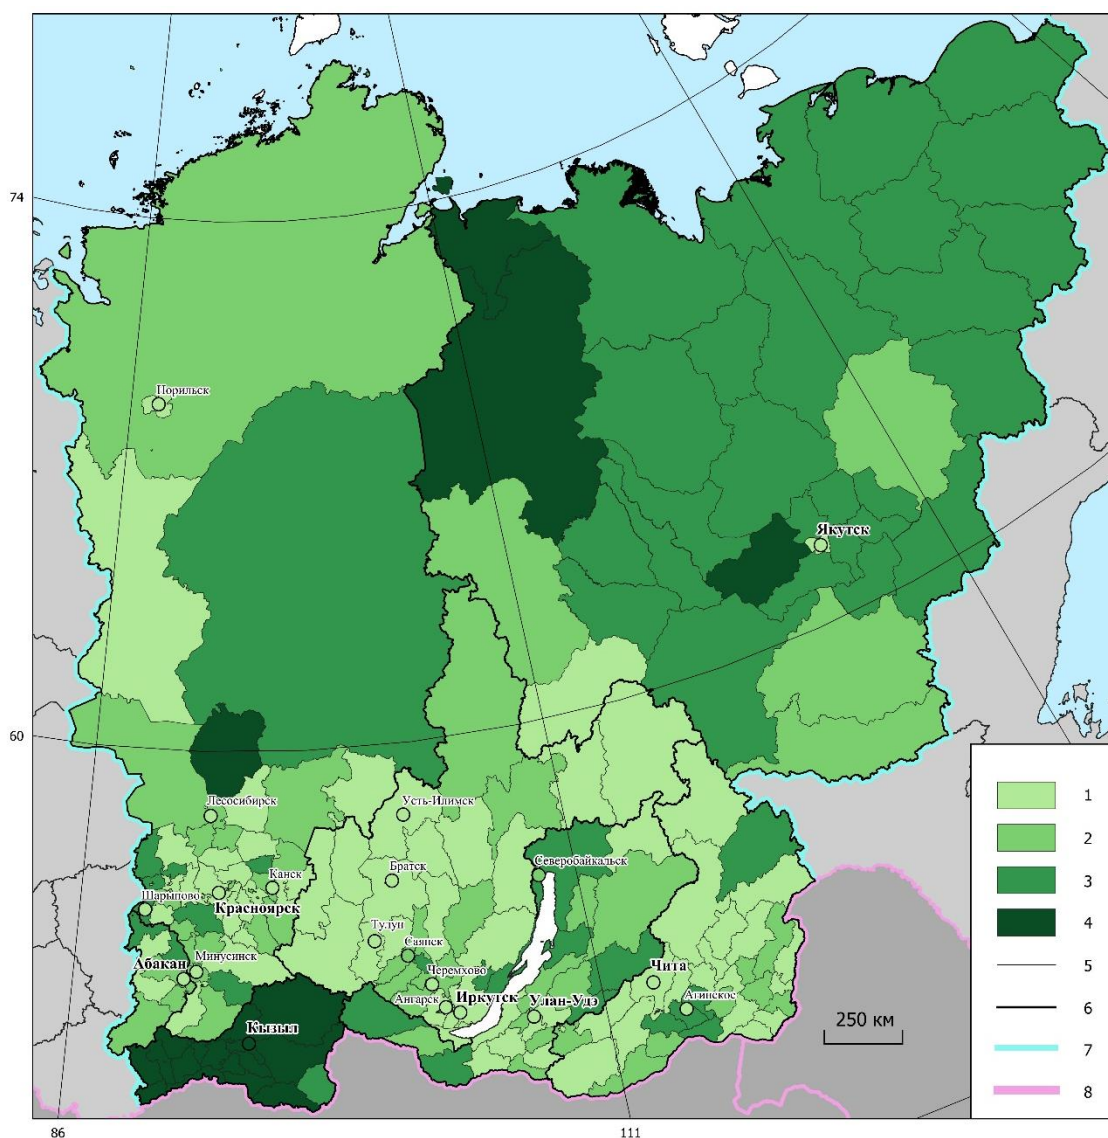 74
Норильск
Якутск
60
Лесосибирск
Усть-Илимск
Северобайкальск
Братск
Канск
Шарыпово
Красноярск
Тулун
Саянск
Абакан
Минусинск
Черемхово
Чита
Ангарск
Иркутск
Улан-Удэ
Агинское
Кызыл
250 км
1
2
3
4
5
6
7
8
86
111